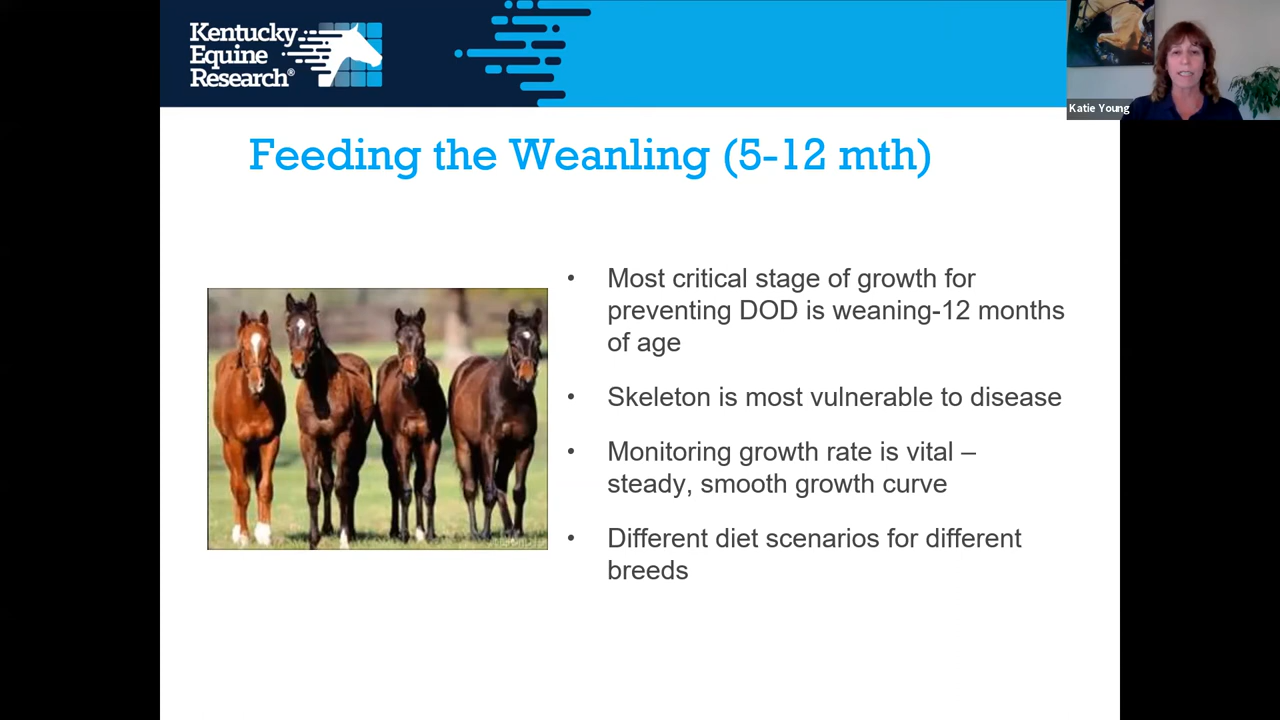 Kentucky
Equine
Research®
Katie Young
Feeding the Weanling (5-12 mth)
• Most critical stage of growth for
preventing DOD is weaning-12 months
of age
• Skeleton is most vulnerable to disease
• Monitoring growth rate is vital –
steady, smooth growth curve
• Different diet scenarios for different
breeds